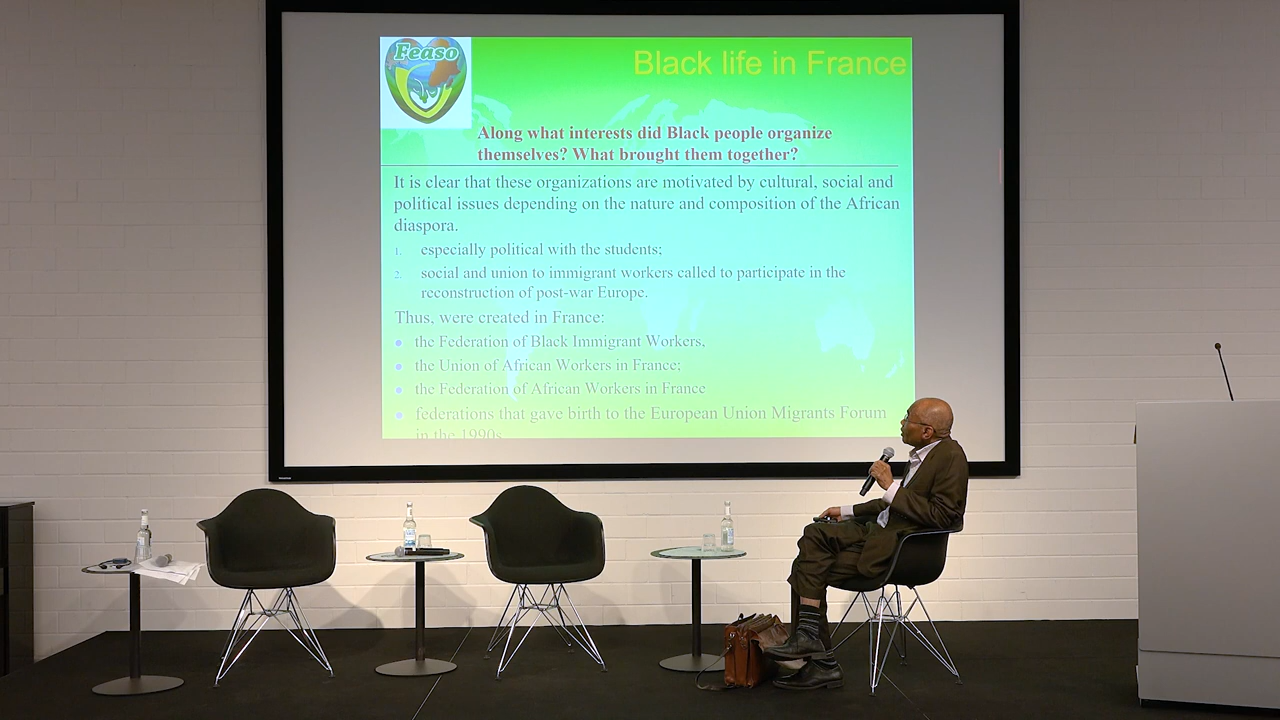 Feaso
Black life in France
Along what interests did Black people organize
themselves? What brought them together?
It is clear that these organizations are motivated by cultural, social and
political issues depending on the nature and composition of the African
diaspora.
1. especially political with the students;
2. social and union to immigrant workers called to participate in the
reconstruction of post-war Europe.
Thus, were created in France:
● the Federation of Black Immigrant Workers,
● the Union of African Workers in France;
● the Federation of African Workers in France
● federations that gave birth to the European Union Migrants Forum
in the 1990s